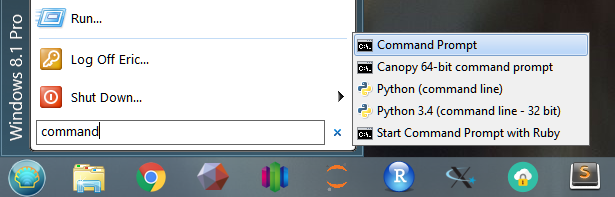 Windows 8.1 Pro
Run...
Log Off Eric...
Shut Down...
command
Command Prompt
Canopy 64-bit command prompt
Python (command line)
Python 3.4 (command line - 32 bit)
Start Command Prompt with Ruby
C:\.
C:\.
C:\.
R
X
S